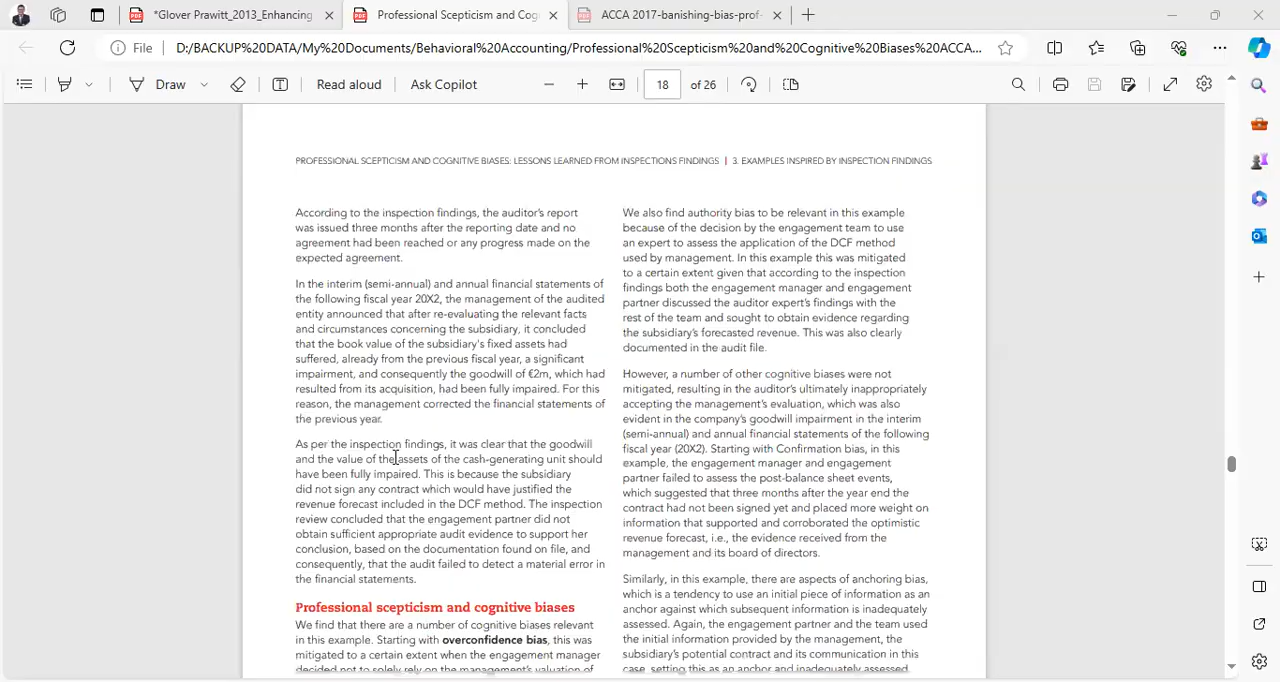 *Glover Prawitt_2013_Enhancing
Professional Scepticism and Cog
ACCA 2017-banishing-bias-prof-
File
D:/BACKUP%20DATA/My%20Documents/Behavioral%20Accounting/Professional%20Scepticism%20and%20Cognitive%20Biases%20ACCA...
Draw
Read aloud
Ask Copilot
18
of 26
PROFESSIONAL SCEPTICISM AND COGNITIVE BIASES: LESSONS LEARNED FROM INSPECTIONS FINDINGS | 3. EXAMPLES INSPIRED BY INSPECTION FINDINGS
According to the inspection findings, the auditor's report
was issued three months after the reporting date and no
agreement had been reached or any progress made on the
expected agreement.
In the interim (semi-annual) and annual financial statements of
the following fiscal year 20X2, the management of the audited
entity announced that after re-evaluating the relevant facts
and circumstances concerning the subsidiary, it concluded
that the book value of the subsidiary's fixed assets had
suffered, already from the previous fiscal year, a significant
impairment, and consequently the goodwill of €2m, which had
resulted from its acquisition, had been fully impaired. For this
reason, the management corrected the financial statements of
the previous year.
As per the inspection findings, it was clear that the goodwill
and the value of the assets of the cash-generating unit should
have been fully impaired. This is because the subsidiary
did not sign any contract which would have justified the
revenue forecast included in the DCF method. The inspection
review concluded that the engagement partner did not
obtain sufficient appropriate audit evidence to support her
conclusion, based on the documentation found on file, and
consequently, that the audit failed to detect a material error in
the financial statements.
Professional scepticism and cognitive biases
We find that there are a number of cognitive biases relevant
in this example. Starting with overconfidence bias, this was
mitigated to a certain extent when the engagement manager
decided not to solely rely on the management's valuation of
We also find authority bias to be relevant in this example
because of the decision by the engagement team to use
an expert to assess the application of the DCF method
used by management. In this example this was mitigated
to a certain extent given that according to the inspection
findings both the engagement manager and engagement
partner discussed the auditor expert's findings with the
rest of the team and sought to obtain evidence regarding
the subsidiary's forecasted revenue. This was also clearly
documented in the audit file.
However, a number of other cognitive biases were not
mitigated, resulting in the auditor's ultimately inappropriately
accepting the management's evaluation, which was also
evident in the company's goodwill impairment in the interim
(semi-annual) and annual financial statements of the following
fiscal year (20X2). Starting with Confirmation bias, in this
example, the engagement manager and engagement
partner failed to assess the post-balance sheet events,
which suggested that three months after the year end the
contract had not been signed yet and placed more weight on
information that supported and corroborated the optimistic
revenue forecast, i.e., the evidence received from the
management and its board of directors.
Similarly, in this example, there are aspects of anchoring bias,
which is a tendency to use an initial piece of information as an
anchor against which subsequent information is inadequately
assessed. Again, the engagement partner and the team used
the initial information provided by the management, the
subsidiary's potential contract and its communication in this
case, setting this as an anchor and inadequately assessed